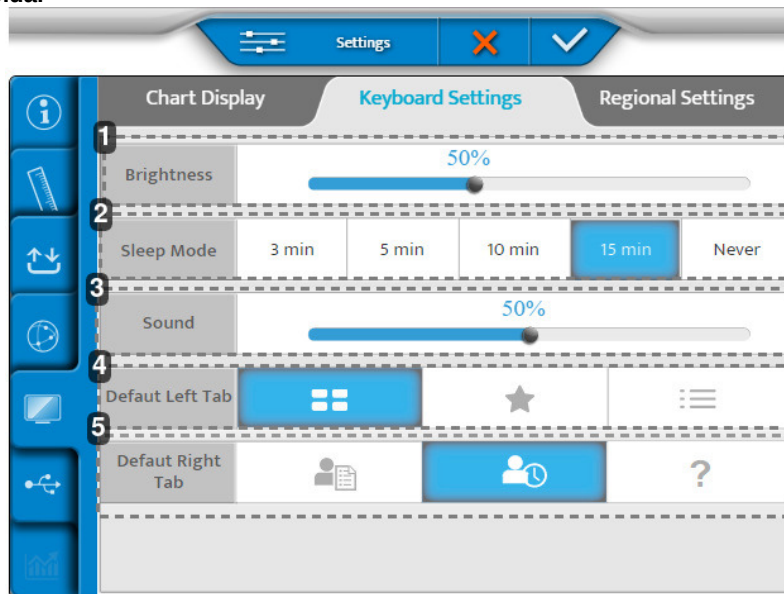 Settings
Chart Display Keyboard Settings Regional Settings
1
Brightness 50%
2
Sleep Mode 3 min 5 min 10 min 15 min Never
3
Sound 50%
4
Defaut Left Tab
5
Defaut Right
Tab ?